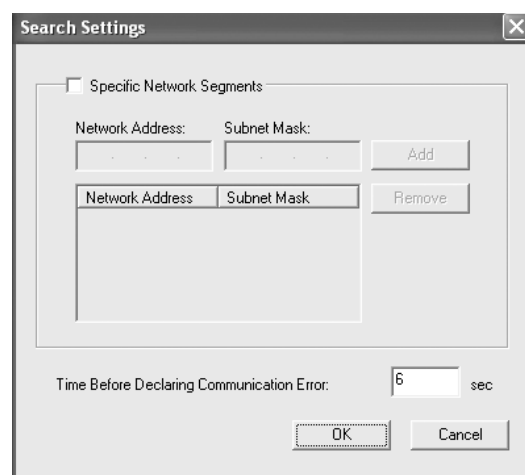 Search Settings
Specific Network Segments
Network Address: Subnet Mask:
Add
Network Address Subnet Mask
Remove
Time Before Declaring Communication Error: 6 sec
OK Cancel